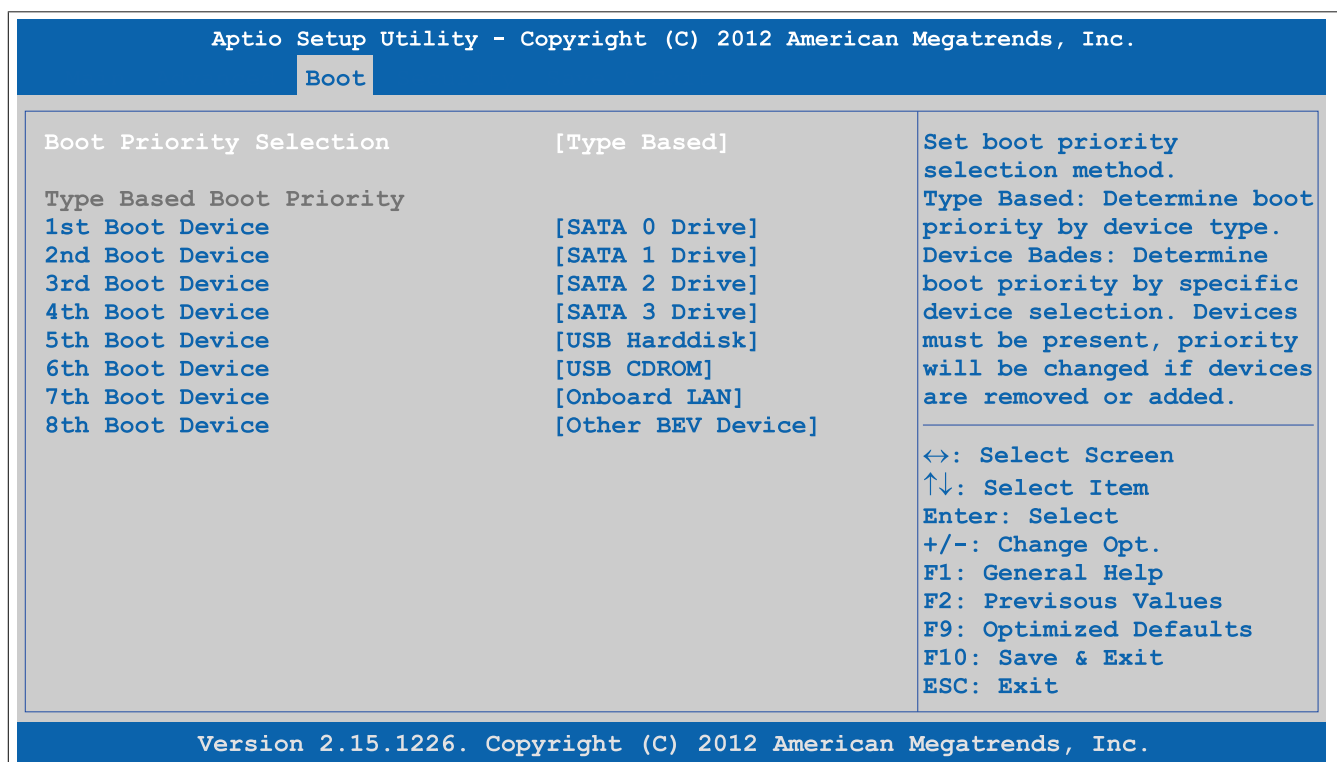 Aptio Setup Utility - Copyright (C) 2012 American Megatrends, Inc.
Boot
Boot Priority Selection [Type Based]
Type Based Boot Priority
1st Boot Device [SATA 0 Drive]
2nd Boot Device [SATA 1 Drive]
3rd Boot Device [SATA 2 Drive]
4th Boot Device [SATA 3 Drive]
5th Boot Device [USB Harddisk]
6th Boot Device [USB CDROM]
7th Boot Device [Onboard LAN]
8th Boot Device [Other BEV Device]
Set boot priority
selection method.
Type Based: Determine boot
priority by device type.
Device Bades: Determine
boot priority by specific
device selection. Devices
must be present, priority
will be changed if devices
are removed or added.
↔: Select Screen
↑↓: Select Item
Enter: Select
+/-: Change Opt.
F1: General Help
F2: Previsous Values
F9: Optimized Defaults
F10: Save & Exit
ESC: Exit
Version 2.15.1226. Copyright (C) 2012 American Megatrends, Inc.